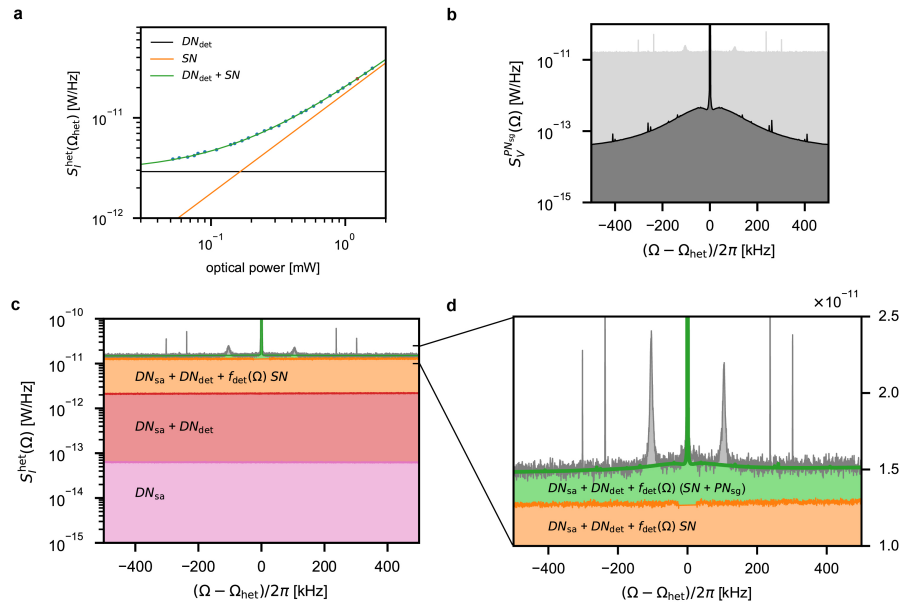 a
S_I^het(Ω_het) [W/Hz]
10⁻¹¹
10⁻¹²
DN_det
SN
DN_det + SN
10⁻¹
10⁰
optical power [mW]
b
S_V^PN_sg(Ω) [W/Hz]
10⁻¹¹
10⁻¹³
10⁻¹⁵
−400 −200 0 200 400
(Ω − Ω_het)/2π [kHz]
c
S_I^het(Ω) [W/Hz]
10⁻¹⁰
10⁻¹¹
10⁻¹²
10⁻¹³
10⁻¹⁴
10⁻¹⁵
DN_sa + DN_det + f_det(Ω) SN
DN_sa + DN_det
DN_sa
−400 −200 0 200 400
(Ω − Ω_het)/2π [kHz]
d
×10⁻¹¹
2.5
2.0
1.5
1.0
DN_sa + DN_det + f_det(Ω) (SN + PN_sg)
DN_sa + DN_det + f_det(Ω) SN
−400 −200 0 200 400
(Ω − Ω_het)/2π [kHz]